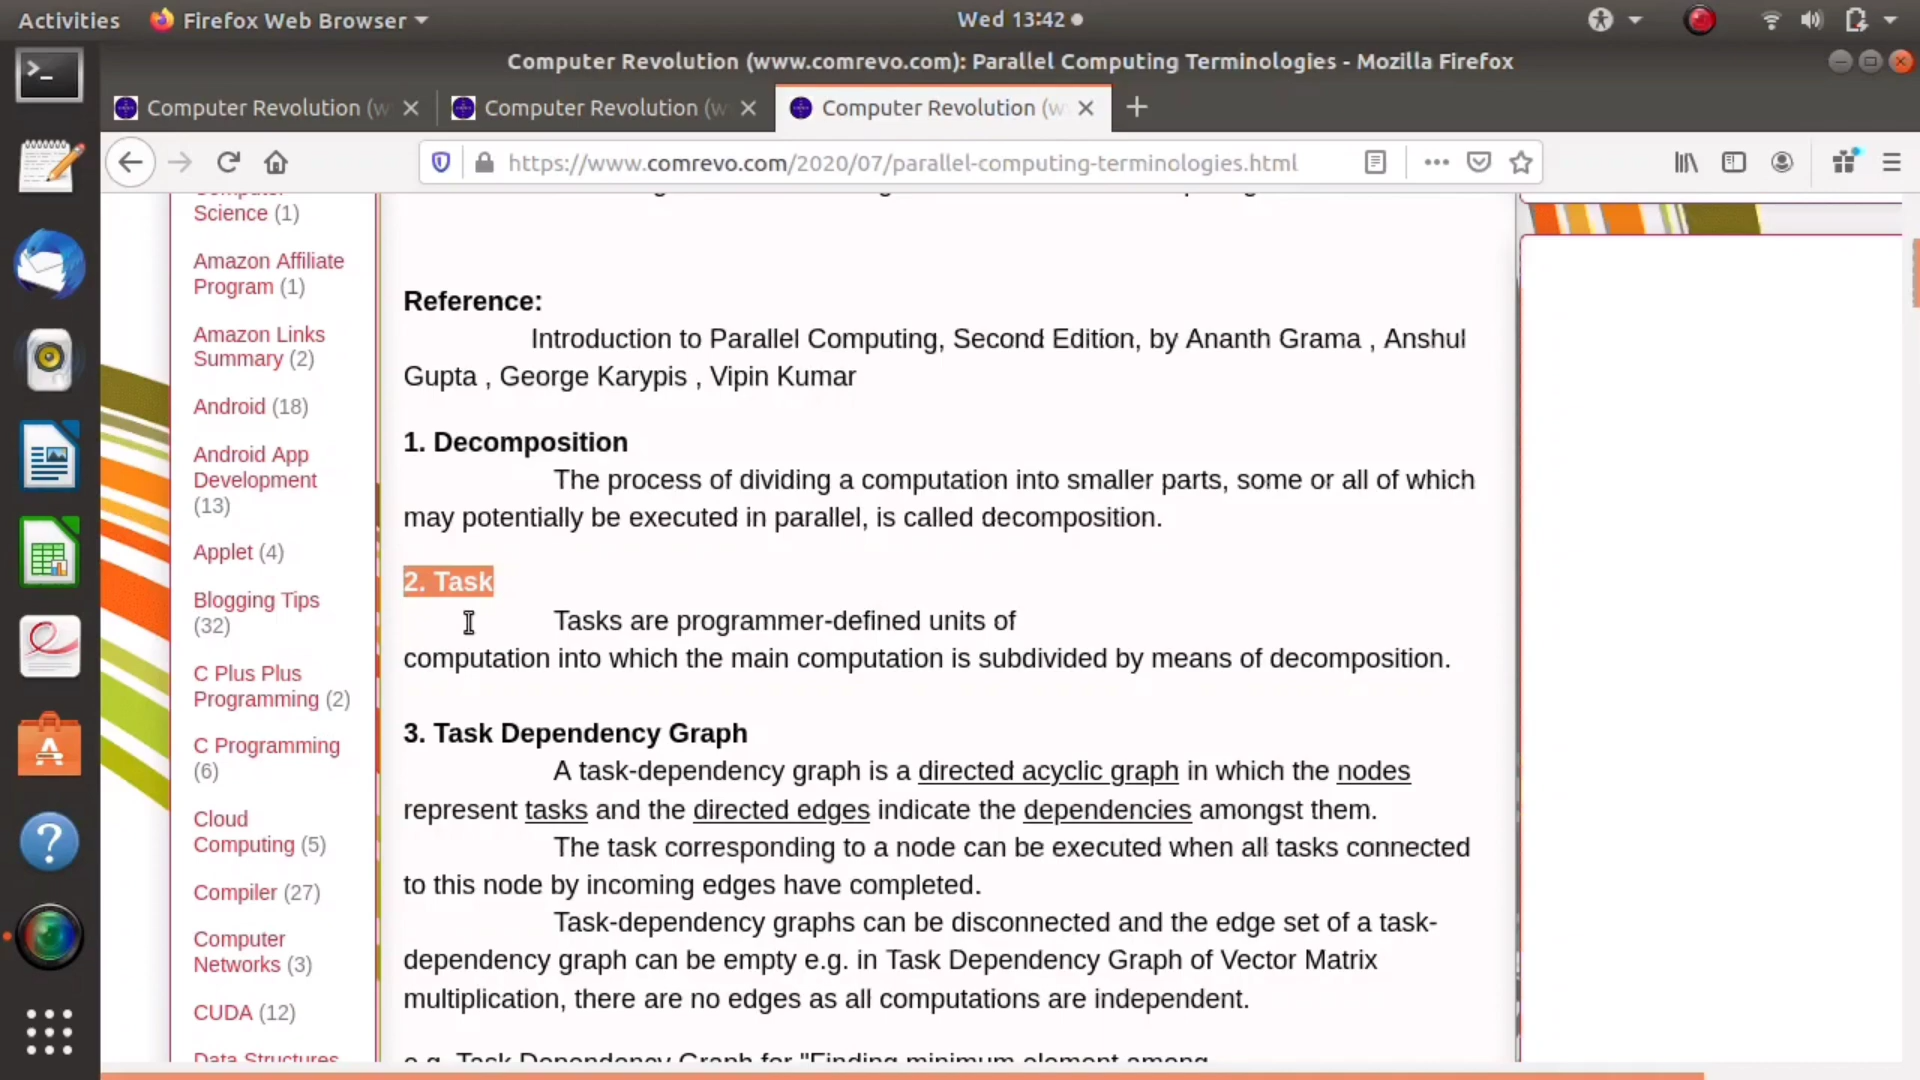 Activities
Firefox Web Browser
Wed 13:42
Computer Revolution (www.comrevo.com): Parallel Computing Terminologies - Mozilla Firefox
Computer Revolution (w
Computer Revolution (w
Computer Revolution (w
https://www.comrevo.com/2020/07/parallel-computing-terminologies.html
Science (1)
Amazon Affiliate
Program (1)
Amazon Links
Summary (2)
Android (18)
Android App
Development
(13)
Applet (4)
Blogging Tips
(32)
C Plus Plus
Programming (2)
C Programming
(6)
Cloud
Computing (5)
Compiler (27)
Computer
Networks (3)
CUDA (12)
Data Structures
Reference:
Introduction to Parallel Computing, Second Edition, by Ananth Grama , Anshul
Gupta , George Karypis , Vipin Kumar
1. Decomposition
The process of dividing a computation into smaller parts, some or all of which
may potentially be executed in parallel, is called decomposition.
2. Task
Tasks are programmer-defined units of
computation into which the main computation is subdivided by means of decomposition.
3. Task Dependency Graph
A task-dependency graph is a directed acyclic graph in which the nodes
represent tasks and the directed edges indicate the dependencies amongst them.
The task corresponding to a node can be executed when all tasks connected
to this node by incoming edges have completed.
Task-dependency graphs can be disconnected and the edge set of a task-
dependency graph can be empty e.g. in Task Dependency Graph of Vector Matrix
multiplication, there are no edges as all computations are independent.
e.g. Task Dependency Graph for "Finding minimum element among